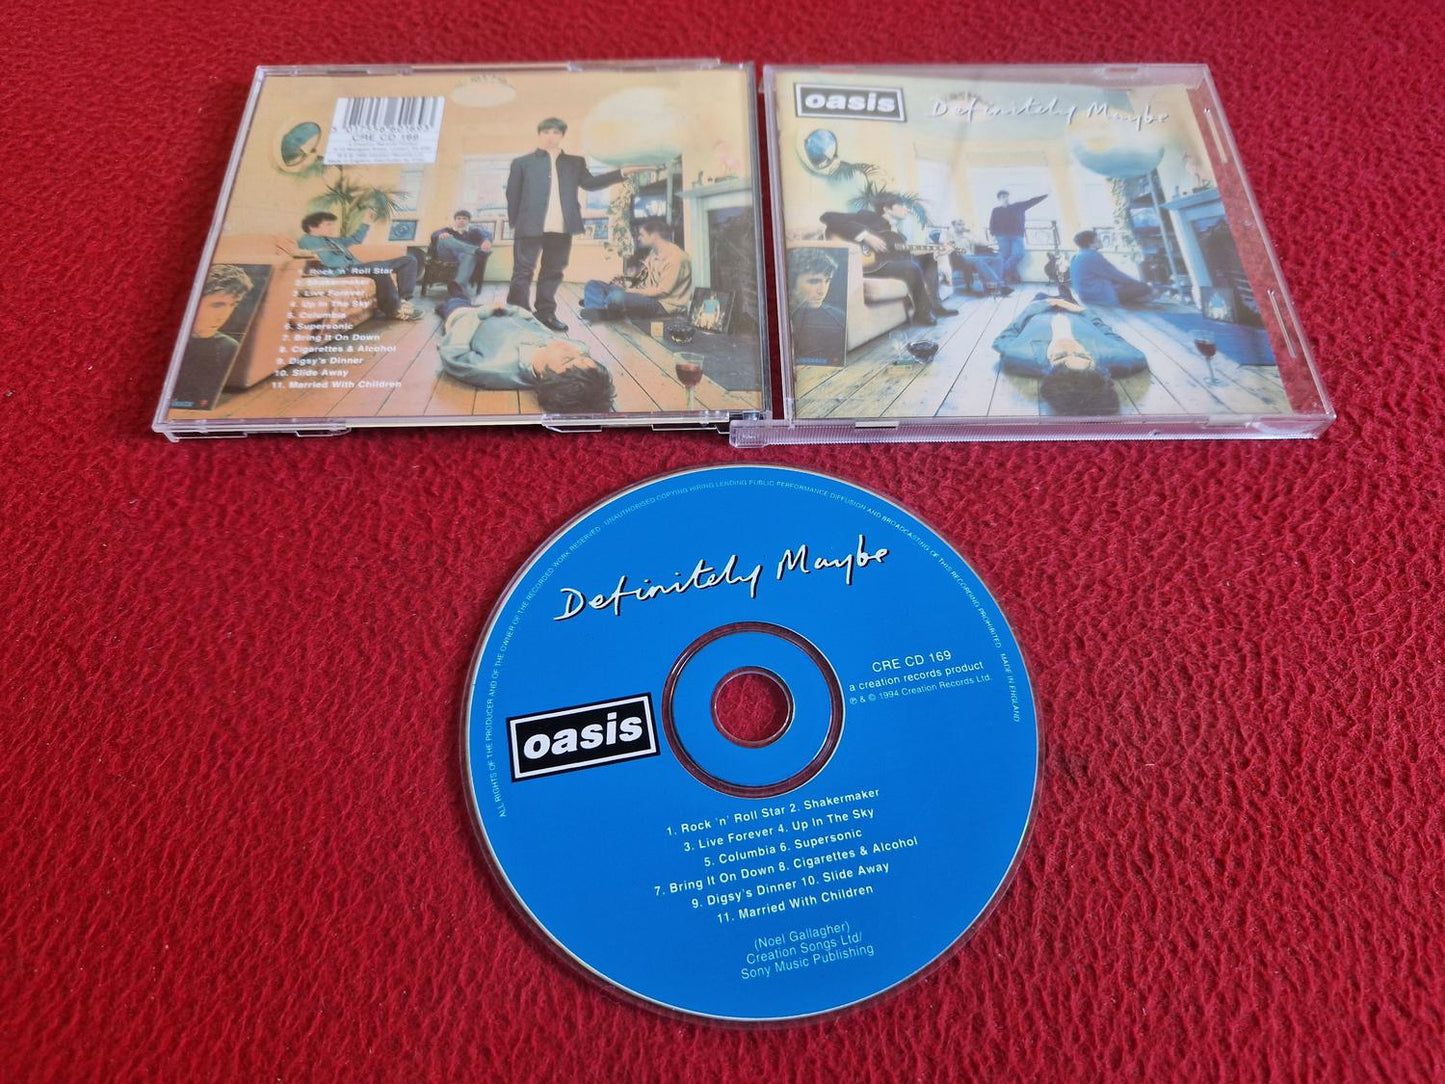 CRE CD 169
1. Rock 'n' Roll Star
2. Shakermaker
3. Live Forever
4. Up In The Sky
5. Columbia
6. Supersonic
7. Bring It On Down
8. Cigarettes & Alcohol
9. Digsy's Dinner
10. Slide Away
11. Married With Children
oasis
Definitely Maybe
ALL RIGHTS OF THE PRODUCER AND OF THE OWNER OF THE RECORDED WORK RESERVED · UNAUTHORISED COPYING HIRING LENDING PUBLIC PERFORMANCE DIFFUSION AND BROADCASTING OF THIS RECORDING PROHIBITED · MADE IN ENGLAND
Definitely Maybe
CRE CD 169
a creation records product
℗ & © 1994 Creation Records Ltd.
oasis
1. Rock 'n' Roll Star 2. Shakermaker
3. Live Forever 4. Up In The Sky
5. Columbia 6. Supersonic
7. Bring It On Down 8. Cigarettes & Alcohol
9. Digsy's Dinner 10. Slide Away
11. Married With Children
(Noel Gallagher)
Creation Songs Ltd/
Sony Music Publishing